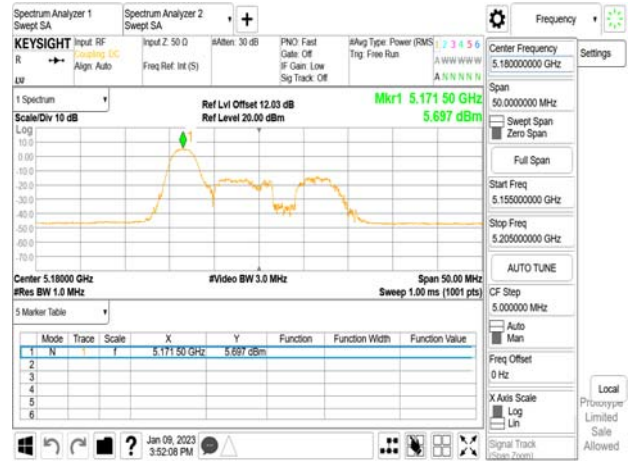 Spectrum Analyzer 1
Swept SA
Spectrum Analyzer 2
Swept SA
+
Frequency
KEYSIGHT
R
Input: RF
Coupling: DC
Align: Auto
Input Z: 50 Ω
Freq Ref: Int (S)
#Atten: 30 dB
PNO: Fast
Gate: Off
IF Gain: Low
Sig Track: Off
#Avg Type: Power (RMS)
Trig: Free Run
1 2 3 4 5 6
A W W W W W
A N N N N N
1 Spectrum
Scale/Div 10 dB
Ref Lvl Offset 12.03 dB
Ref Level 20.00 dBm
Mkr1 5.171 50 GHz
5.697 dBm
Log
10.0
0.00
-10.0
-20.0
-30.0
-40.0
-50.0
-60.0
-70.0
1
Center 5.18000 GHz
#Res BW 1.0 MHz
#Video BW 3.0 MHz
Span 50.00 MHz
Sweep 1.00 ms (1001 pts)
5 Marker Table
Mode Trace Scale X Y Function Function Width Function Value
1 N 1 f 5.171 50 GHz 5.697 dBm
2
3
4
5
6
?
Jan 09, 2023
3:52:08 PM
Center Frequency
5.180000000 GHz
Settings
Span
50.0000000 MHz
Swept Span
Zero Span
Full Span
Start Freq
5.155000000 GHz
Stop Freq
5.205000000 GHz
AUTO TUNE
CF Step
5.000000 MHz
Auto
Man
Freq Offset
0 Hz
X Axis Scale
Log
Lin
Signal Track
(Span Zoom)
Local
Prototype
Limited
Sale
Allowed